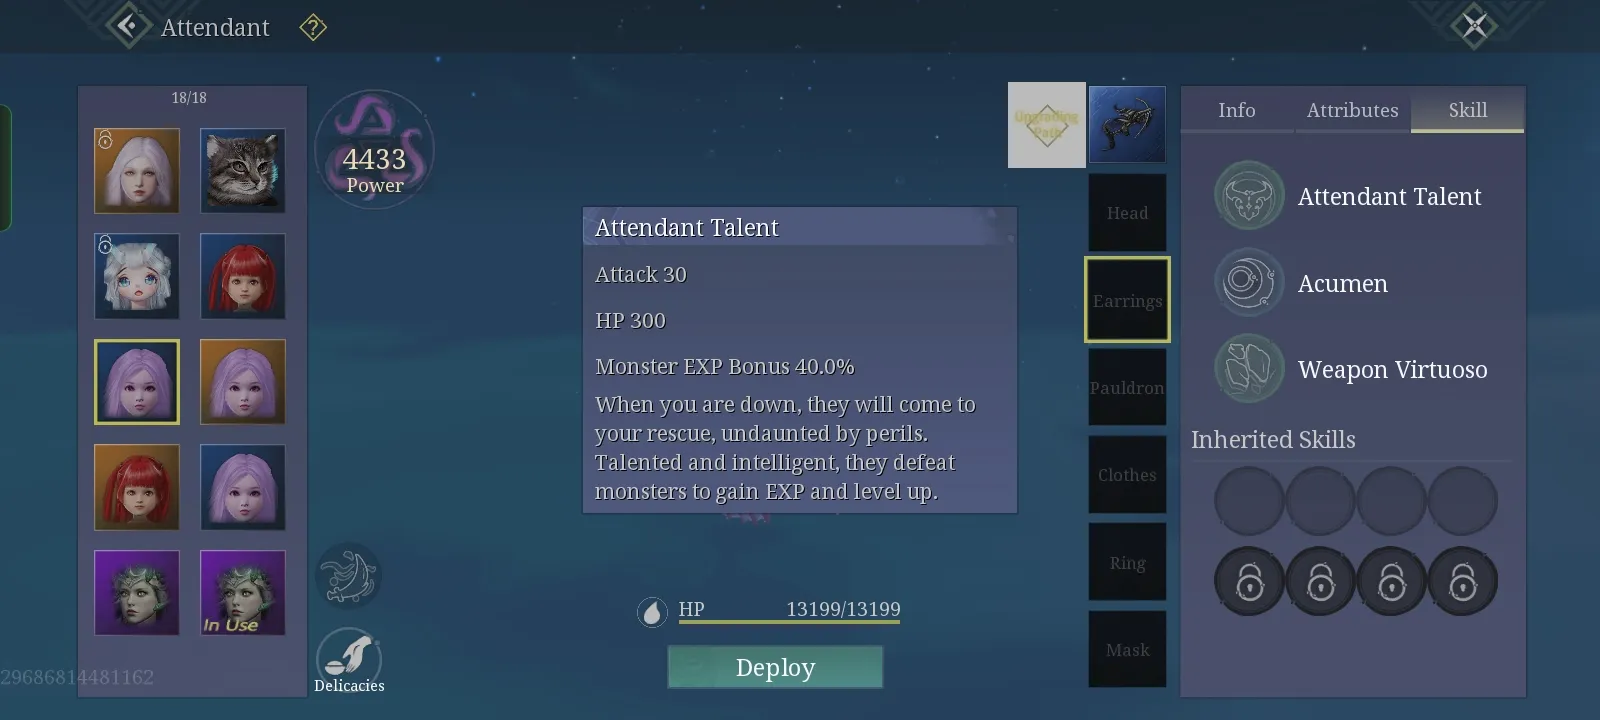 Attendant
?
18/18
In Use
29686814481162
4433
Power
Delicacies
Attendant Talent
Attack 30
HP 300
Monster EXP Bonus 40.0%
When you are down, they will come to
your rescue, undaunted by perils.
Talented and intelligent, they defeat
monsters to gain EXP and level up.
HP 13199/13199
Deploy
Upgrading
Path
Head
Earrings
Pauldron
Clothes
Ring
Mask
Info Attributes Skill
Attendant Talent
Acumen
Weapon Virtuoso
Inherited Skills